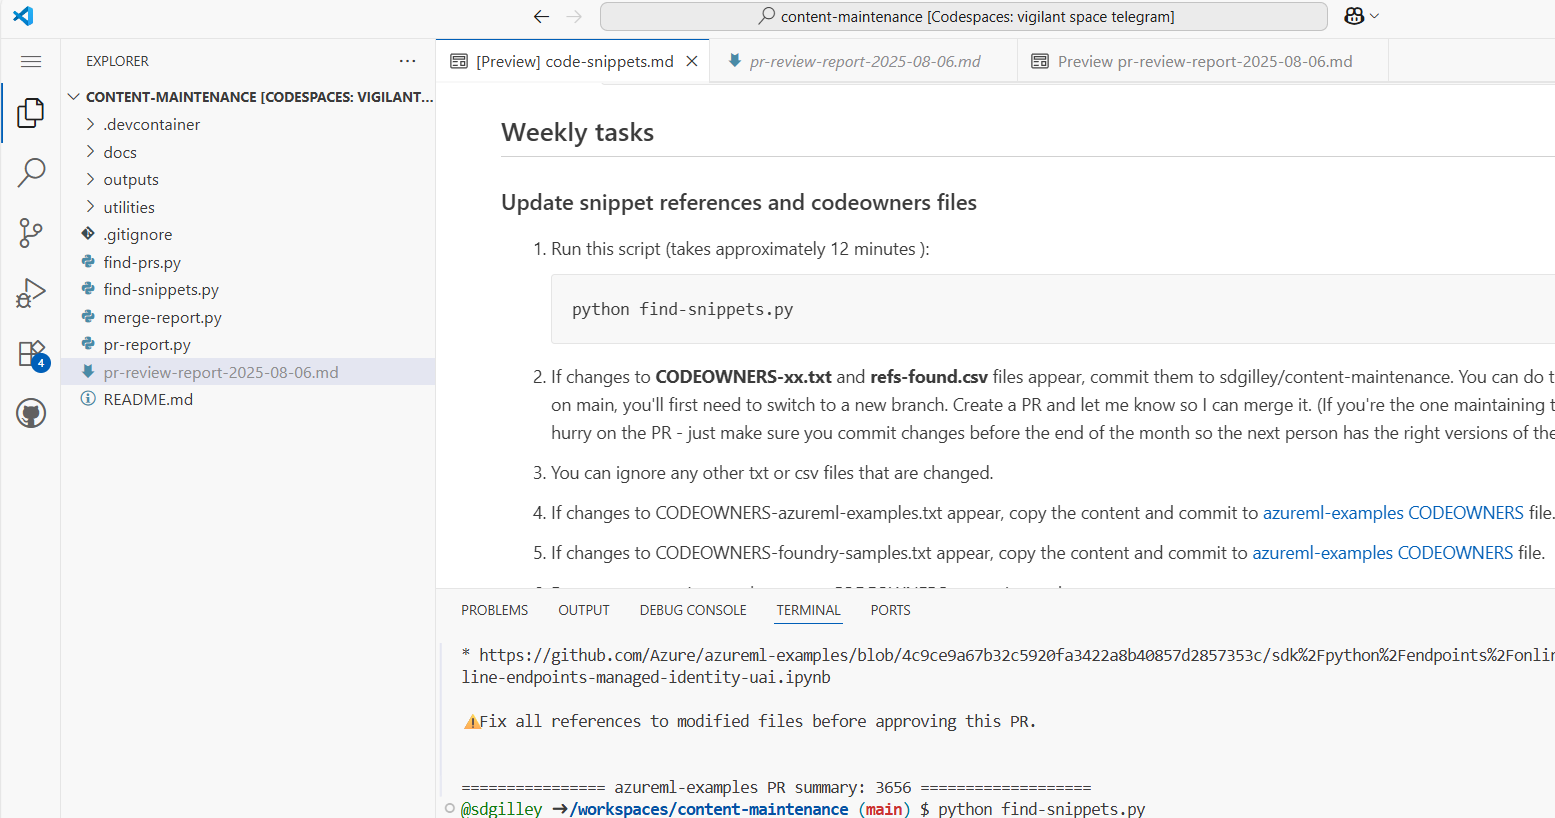 content-maintenance [Codespaces: vigilant space telegram]
EXPLORER
CONTENT-MAINTENANCE [CODESPACES: VIGILANT...
.devcontainer
docs
outputs
utilities
.gitignore
find-prs.py
find-snippets.py
merge-report.py
pr-report.py
pr-review-report-2025-08-06.md
README.md
4
[Preview] code-snippets.md
pr-review-report-2025-08-06.md
Preview pr-review-report-2025-08-06.md
Weekly tasks
Update snippet references and codeowners files
1. Run this script (takes approximately 12 minutes ):
python find-snippets.py
2. If changes to CODEOWNERS-xx.txt and refs-found.csv files appear, commit them to sdgilley/content-maintenance. You can do t
on main, you'll first need to switch to a new branch. Create a PR and let me know so I can merge it. (If you're the one maintaining t
hurry on the PR - just make sure you commit changes before the end of the month so the next person has the right versions of the
3. You can ignore any other txt or csv files that are changed.
4. If changes to CODEOWNERS-azureml-examples.txt appear, copy the content and commit to azureml-examples CODEOWNERS file.
5. If changes to CODEOWNERS-foundry-samples.txt appear, copy the content and commit to azureml-examples CODEOWNERS file.
PROBLEMS OUTPUT DEBUG CONSOLE TERMINAL PORTS
* https://github.com/Azure/azureml-examples/blob/4c9ce9a67b32c5920fa3422a8b40857d2857353c/sdk%2Fpython%2Fendpoints%2Fonlin
line-endpoints-managed-identity-uai.ipynb
⚠Fix all references to modified files before approving this PR.
================ azureml-examples PR summary: 3656 ===================
@sdgilley ➜/workspaces/content-maintenance (main) $ python find-snippets.py